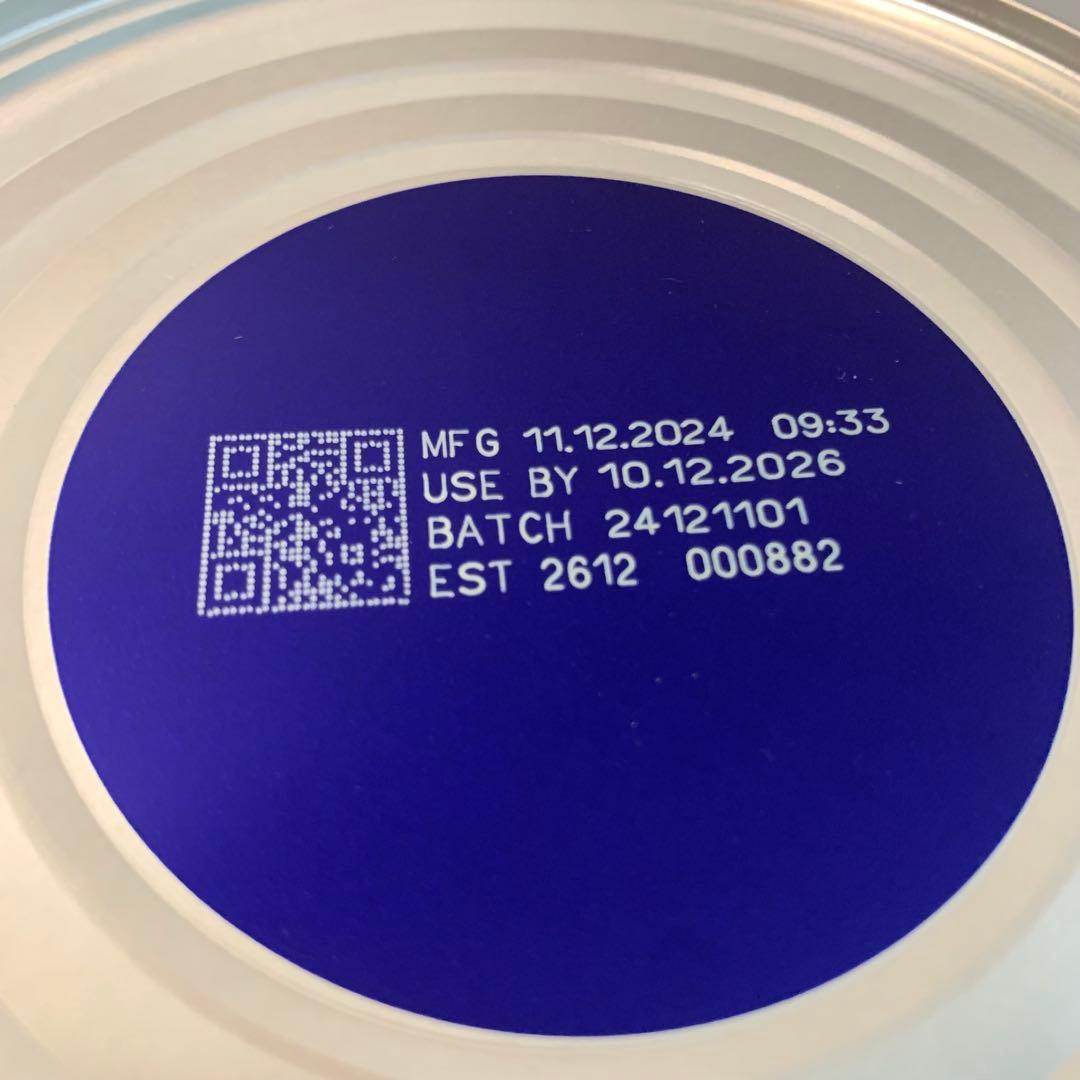 MFG 11.12.2024 09:33
USE BY 10.12.2026
BATCH 24121101
EST 2612 000882